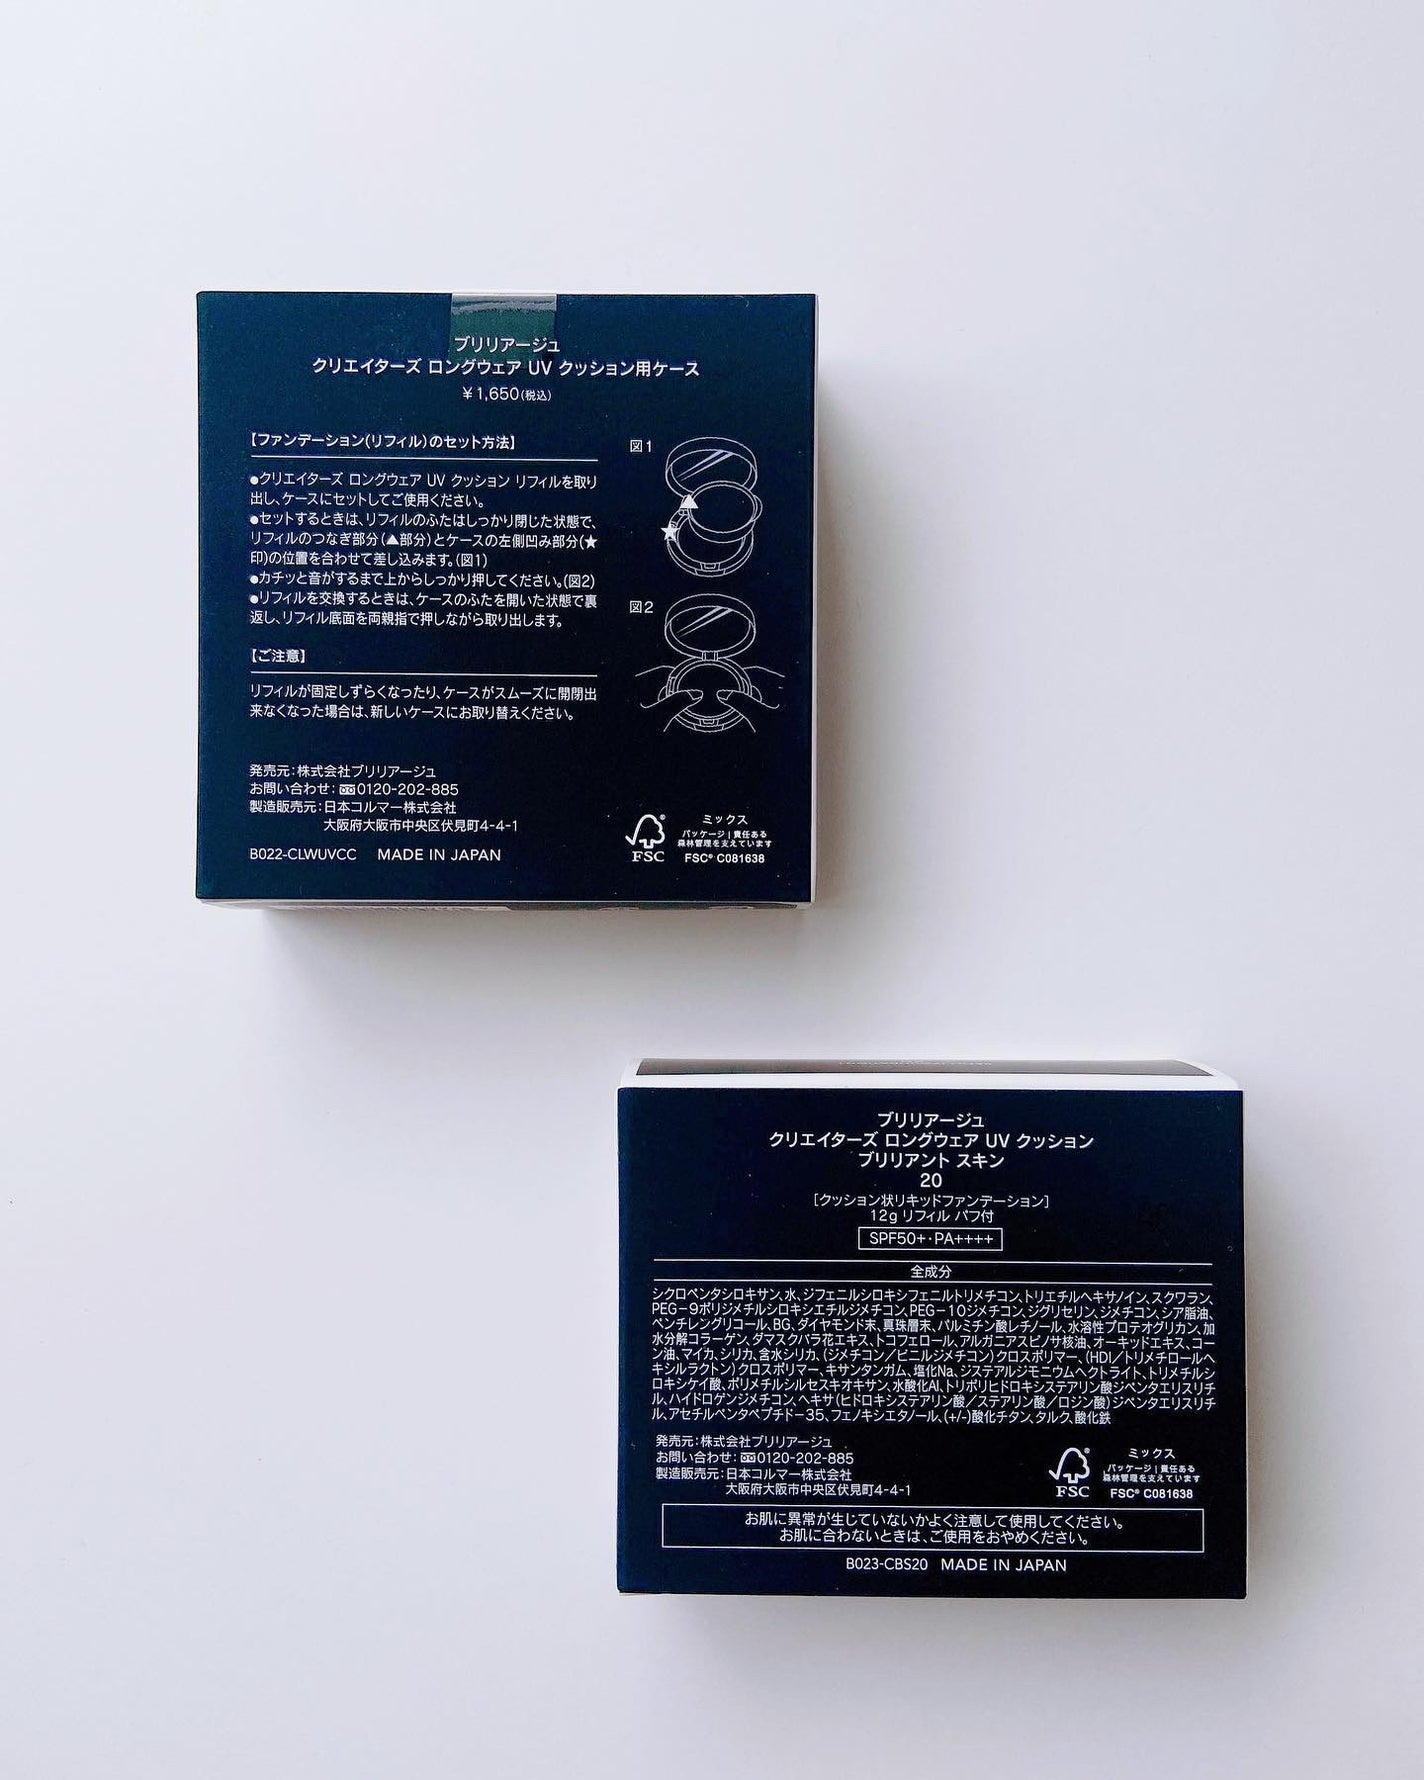 ブリリアージュ
クリエイターズ ロングウェア UV クッション用ケース
¥1,650(税込)
【ファンデーション(リフィル)のセット方法】
●クリエイターズ ロングウェア UV クッション リフィルを取り
出し、ケースにセットしてご使用ください。
●セットするときは、リフィルのふたはしっかり閉じた状態で、
リフィルのつなぎ部分(▲部分)とケースの左側凹み部分(★
印)の位置を合わせて差し込みます。(図1)
●カチッと音がするまで上からしっかり押してください。(図2)
●リフィルを交換するときは、ケースのふたを開いた状態で裏
返し、リフィル底面を両親指で押しながら取り出します。
【ご注意】
リフィルが固定しずらくなったり、ケースがスムーズに開閉出
来なくなった場合は、新しいケースにお取り替えください。
図1
図2
発売元:株式会社ブリリアージュ
お問い合わせ:0120-202-885
製造販売元:日本コルマー株式会社
大阪府大阪市中央区伏見町4-4-1
B022-CLWUVCC MADE IN JAPAN
FSC
ミックス
パッケージ|責任ある
森林管理を支えています
FSC® C081638
ブリリアージュ
クリエイターズ ロングウェア UV クッション
ブリリアント スキン
20
[クッション状リキッドファンデーション]
12g リフィル パフ付
SPF50+・PA++++
全成分
シクロペンタシロキサン、水、ジフェニルシロキシフェニルトリメチコン、トリエチルヘキサノイン、スクワラン、
PEG-9ポリジメチルシロキシエチルジメチコン、PEG-10ジメチコン、ジグリセリン、ジメチコン、シア脂油、
ペンチレングリコール、BG、ダイヤモンド末、真珠層末、パルミチン酸レチノール、水溶性プロテオグリカン、加
水分解コラーゲン、ダマスクバラ花エキス、トコフェロール、アルガニアスピノサ核油、オーキッドエキス、コー
ン油、マイカ、シリカ、含水シリカ、(ジメチコン/ビニルジメチコン)クロスポリマー、(HDI/トリメチロールヘ
キシルラクトン)クロスポリマー、キサンタンガム、塩化Na、ジステアルジモニウムヘクトライト、トリメチルシ
ロキシケイ酸、ポリメチルシルセスキオキサン、水酸化Al、トリポリヒドロキシステアリン酸ジペンタエリスリチ
ル、ハイドロゲンジメチコン、ヘキサ(ヒドロキシステアリン酸/ステアリン酸/ロジン酸)ジペンタエリスリチ
ル、アセチルペンタペプチド-35、フェノキシエタノール、(+/-)酸化チタン、タルク、酸化鉄
発売元:株式会社ブリリアージュ
お問い合わせ:0120-202-885
製造販売元:日本コルマー株式会社
大阪府大阪市中央区伏見町4-4-1
FSC
ミックス
パッケージ|責任ある
森林管理を支えています
FSC® C081638
お肌に異常が生じていないかよく注意して使用してください。
お肌に合わないときは、ご使用をおやめください。
B023-CBS20 MADE IN JAPAN